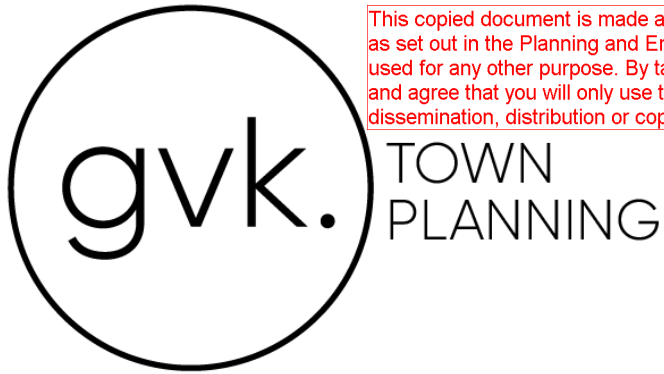 This copied document is made a
as set out in the Planning and En
used for any other purpose. By ta
and agree that you will only use t
dissemination, distribution or cop
gvk.
TOWN
PLANNING